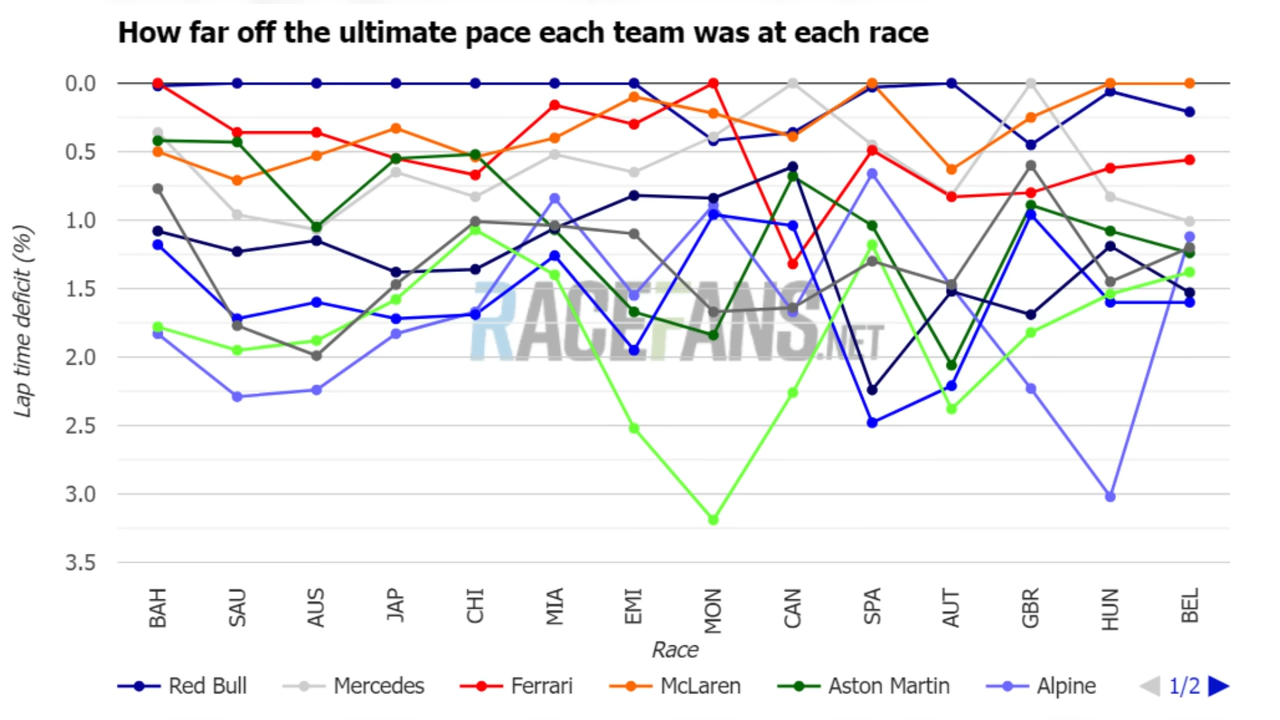 How far off the ultimate pace each team was at each race
0.0
0.5
1.0
1.5
2.0
2.5
3.0
3.5
Lap time deficit (%)
RACEFANS.NET
BAH
SAU
AUS
JAP
CHI
MIA
EMI
MON
CAN
SPA
AUT
GBR
HUN
BEL
Race
Red Bull Mercedes Ferrari McLaren Aston Martin Alpine 1/2